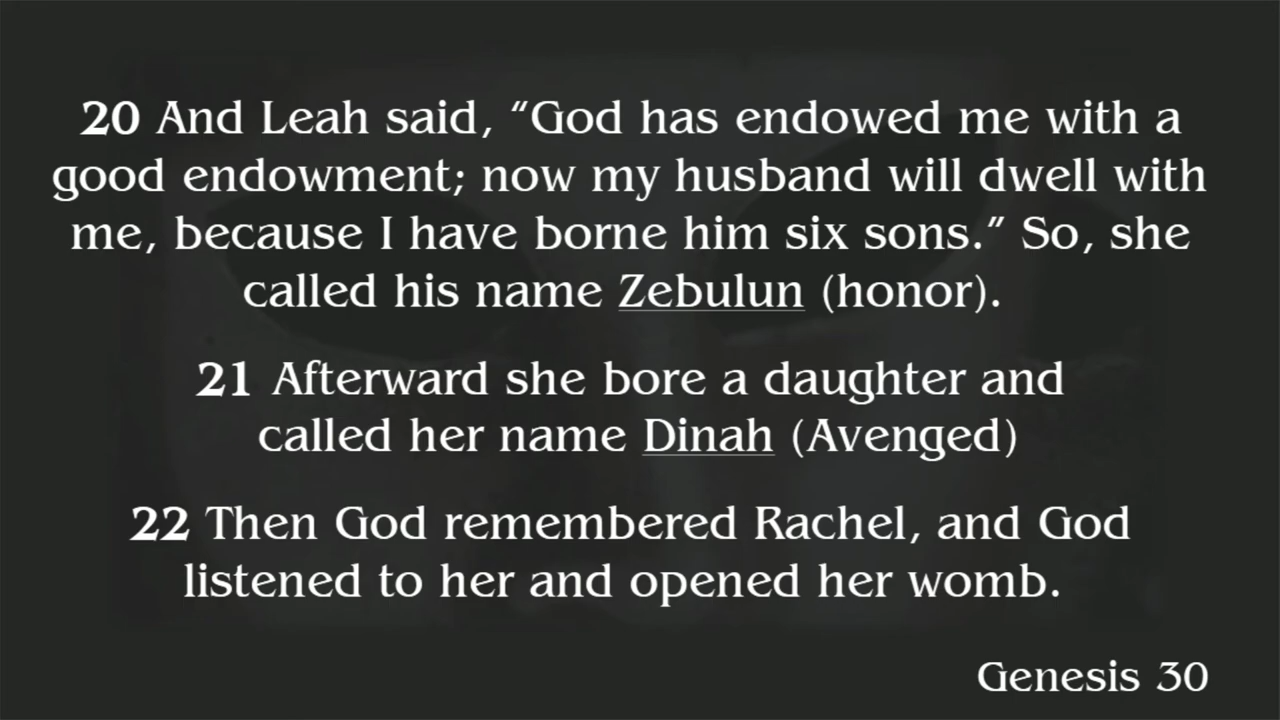 20 And Leah said, “God has endowed me with a
good endowment; now my husband will dwell with
me, because I have borne him six sons.” So, she
called his name Zebulun (honor).
21 Afterward she bore a daughter and
called her name Dinah (Avenged)
22 Then God remembered Rachel, and God
listened to her and opened her womb.
Genesis 30